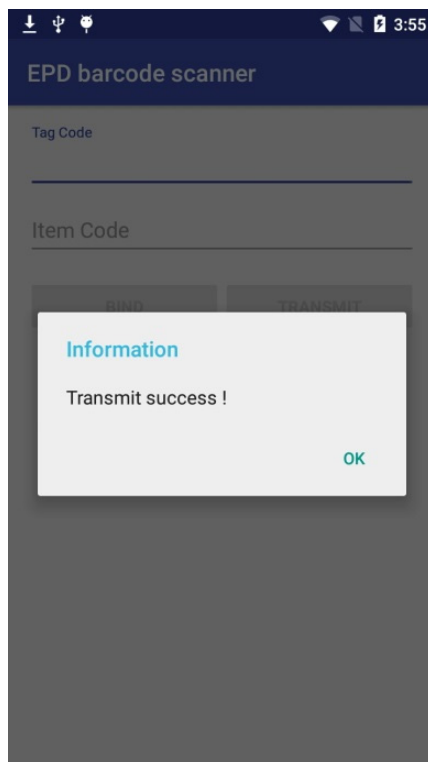 3:55
EPD barcode scanner
Tag Code
Item Code
BIND TRANSMIT
Information
Transmit success !
OK